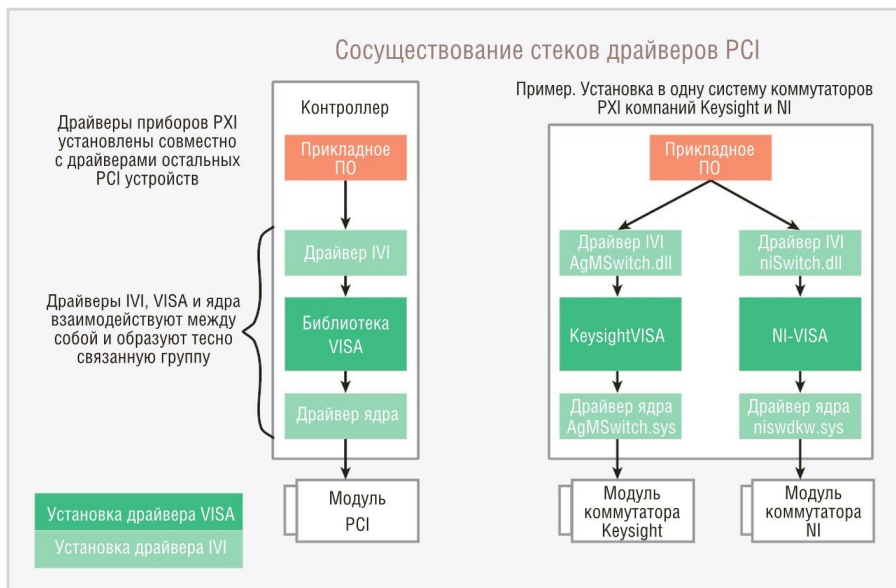 Сосуществование стеков драйверов PCI
Драйверы приборов PXI
установлены совместно
с драйверами остальных
PCI устройств
Драйверы IVI, VISA и ядра
взаимодействуют между
собой и образуют тесно
связанную группу
Контроллер
Прикладное
ПО
Драйвер IVI
Библиотека
VISA
Драйвер ядра
Модуль
PCI
Пример. Установка в одну систему коммутаторов
PXI компаний Keysight и NI
Прикладное
ПО
Драйвер IVI
AgMSwitch.dll
Драйвер IVI
niSwitch.dll
KeysightVISA
NI-VISA
Драйвер ядра
AgMSwitch.sys
Драйвер ядра
niswdkw.sys
Модуль
коммутатора
Keysight
Модуль
коммутатора
NI
Установка драйвера VISA
Установка драйвера IVI